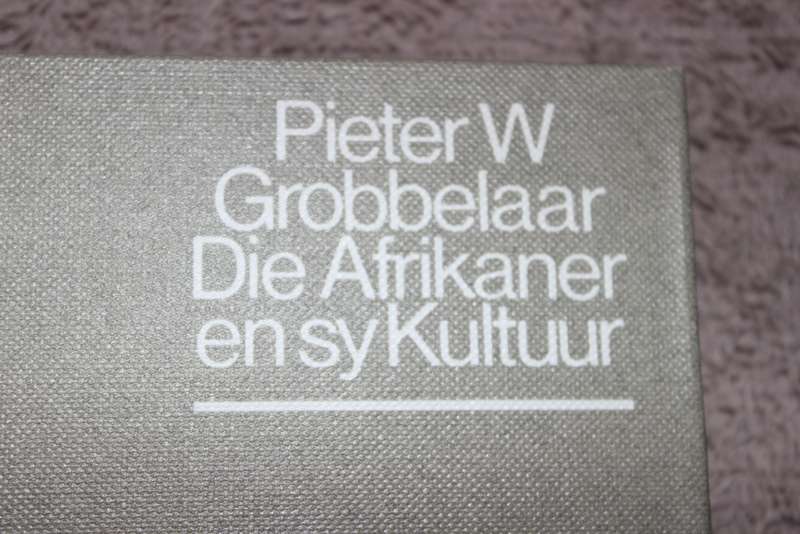 Pieter W
Grobbelaar
Die Afrikaner
en sy Kultuur